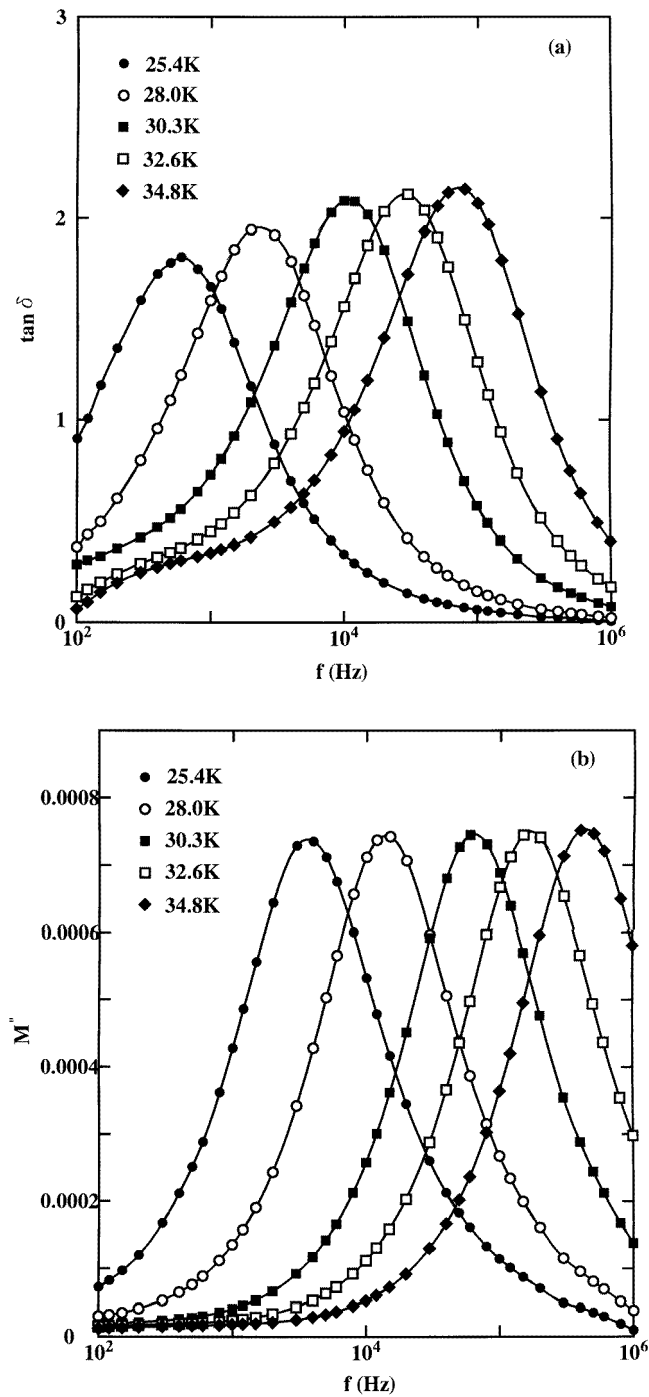 3
(a)
25.4K
28.0K
30.3K
32.6K
34.8K
2
tan δ
1
0
10²
10⁴
10⁶
f (Hz)
(b)
25.4K
0.0008
28.0K
30.3K
32.6K
34.8K
0.0006
M"
0.0004
0.0002
0
10²
10⁴
10⁶
f (Hz)